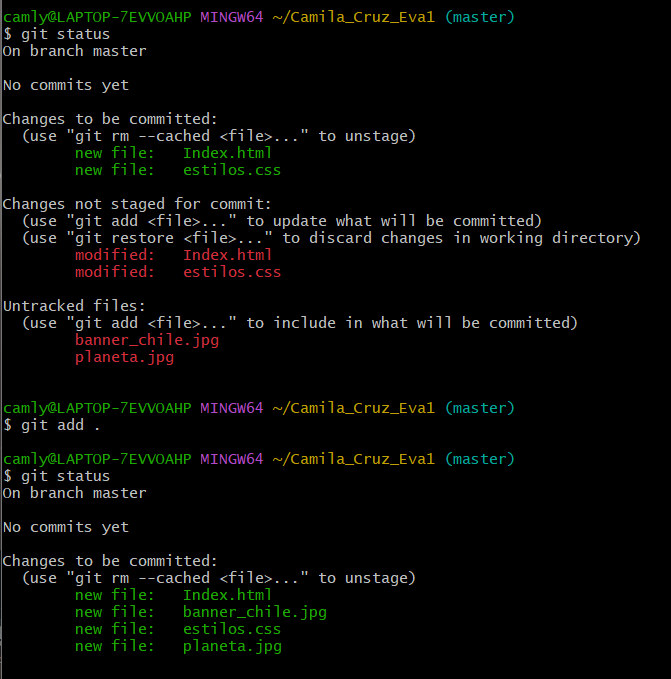 camly@LAPTOP-7EVVOAHP MINGW64 ~/Camila_Cruz_Eva1 (master)
$ git status
On branch master
No commits yet
Changes to be committed:
  (use "git rm --cached <file>..." to unstage)
        new file:   Index.html
        new file:   estilos.css
Changes not staged for commit:
  (use "git add <file>..." to update what will be committed)
  (use "git restore <file>..." to discard changes in working directory)
        modified:   Index.html
        modified:   estilos.css
Untracked files:
  (use "git add <file>..." to include in what will be committed)
        banner_chile.jpg
        planeta.jpg
camly@LAPTOP-7EVVOAHP MINGW64 ~/Camila_Cruz_Eva1 (master)
$ git add .
camly@LAPTOP-7EVVOAHP MINGW64 ~/Camila_Cruz_Eva1 (master)
$ git status
On branch master
No commits yet
Changes to be committed:
  (use "git rm --cached <file>..." to unstage)
        new file:   Index.html
        new file:   banner_chile.jpg
        new file:   estilos.css
        new file:   planeta.jpg